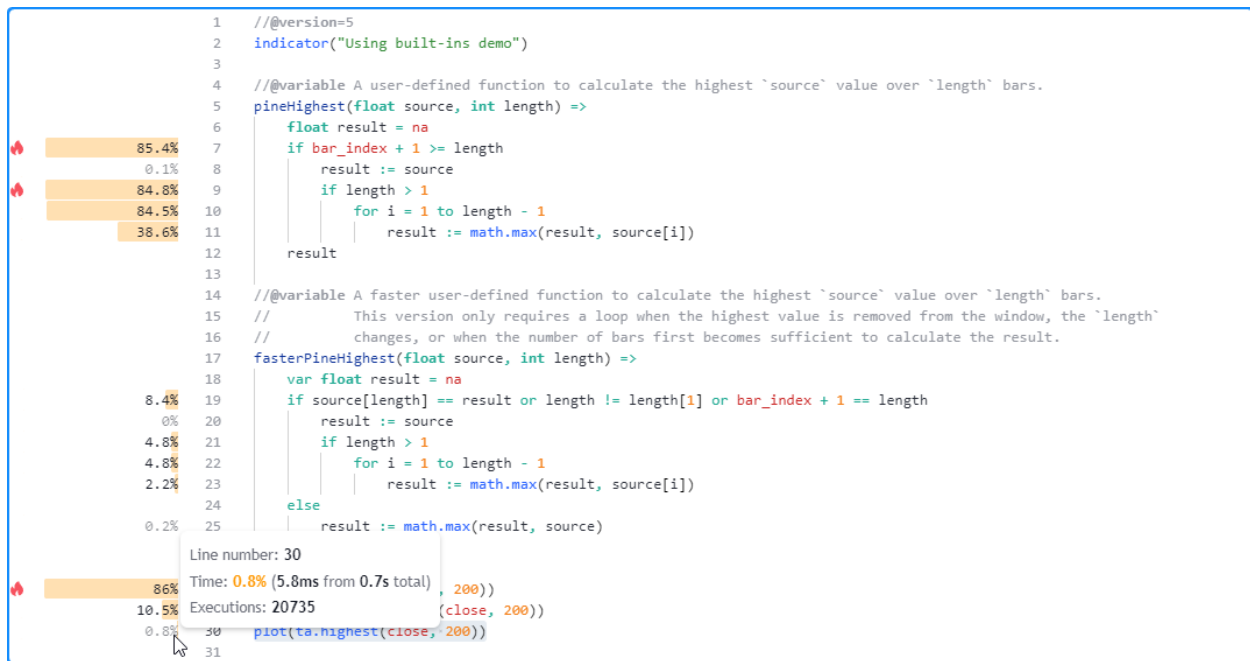 1 //@version=5
2 indicator("Using built-ins demo")
3
4 //@variable A user-defined function to calculate the highest `source` value over `length` bars.
5 pineHighest(float source, int length) =>
6 float result = na
85.4% 7 if bar_index + 1 >= length
0.1% 8 result := source
84.8% 9 if length > 1
84.5% 10 for i = 1 to length - 1
38.6% 11 result := math.max(result, source[i])
12 result
13
14 //@variable A faster user-defined function to calculate the highest `source` value over `length` bars.
15 // This version only requires a loop when the highest value is removed from the window, the `length`
16 // changes, or when the number of bars first becomes sufficient to calculate the result.
17 fasterPineHighest(float source, int length) =>
18 var float result = na
8.4% 19 if source[length] == result or length != length[1] or bar_index + 1 == length
0% 20 result := source
4.8% 21 if length > 1
4.8% 22 for i = 1 to length - 1
2.2% 23 result := math.max(result, source[i])
24 else
0.2% 25 result := math.max(result, source)
Line number: 30
Time: 0.8% (5.8ms from 0.7s total)
Executions: 20735
86% , 200))
10.5% (close, 200))
0.8% 30 plot(ta.highest(close, 200))
31